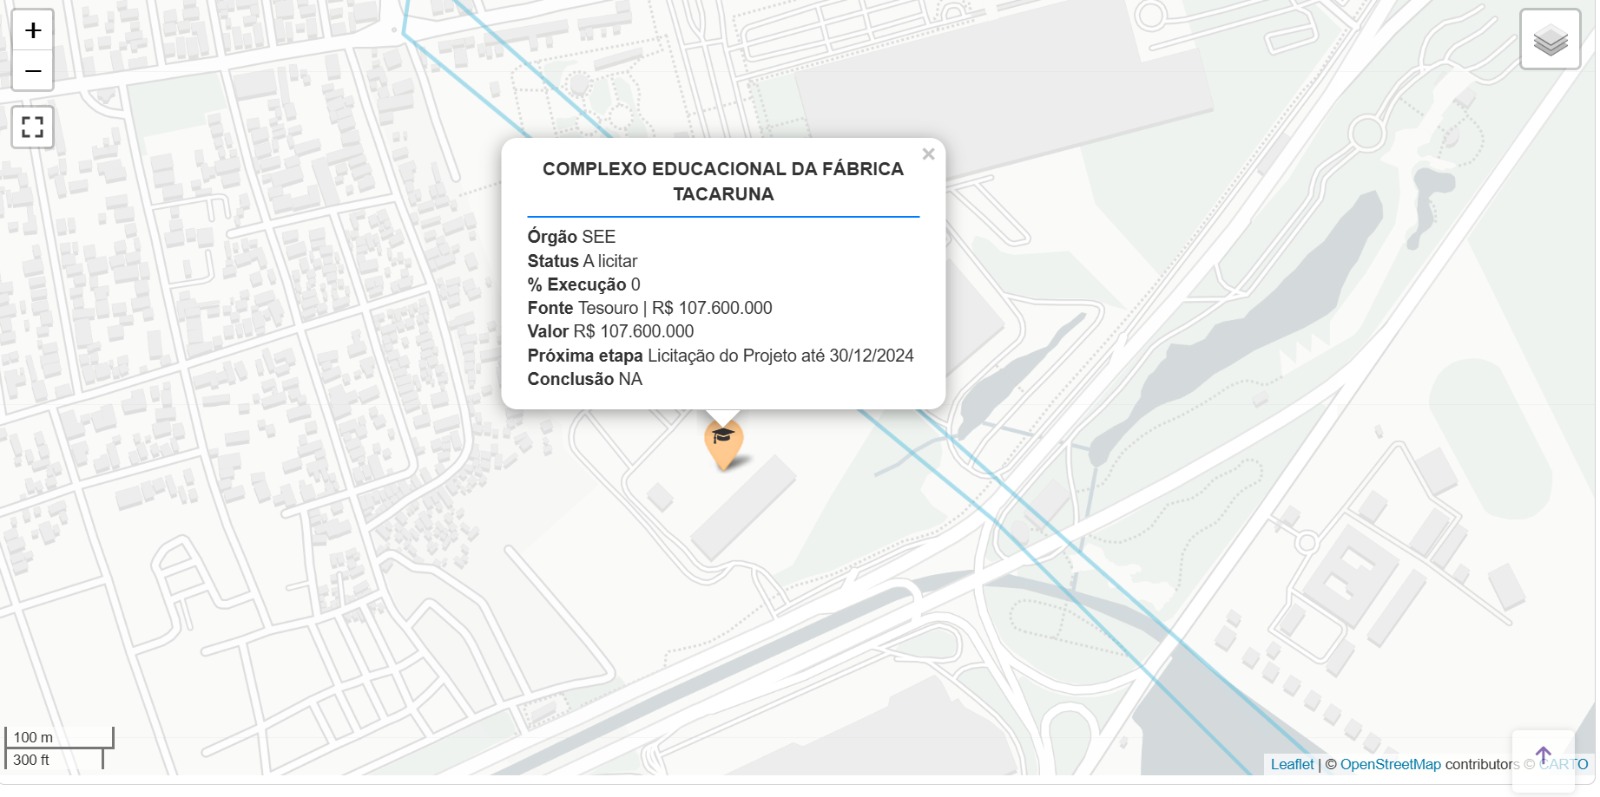 +
−
×
COMPLEXO EDUCACIONAL DA FÁBRICA
TACARUNA
Órgão SEE
Status A licitar
% Execução 0
Fonte Tesouro | R$ 107.600.000
Valor R$ 107.600.000
Próxima etapa Licitação do Projeto até 30/12/2024
Conclusão NA
100 m
300 ft
Leaflet | © OpenStreetMap contributors © CARTO